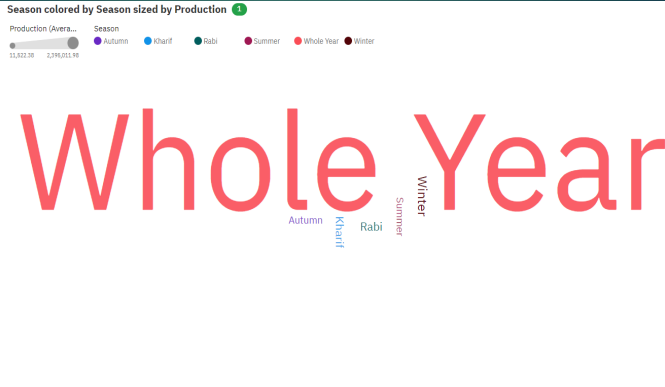 Season colored by Season sized by Production 1
Production (Avera...
11,522.38 2,398,011.98
Season
Autumn Kharif Rabi Summer Whole Year Winter
Whole Year
Winter
Summer
Autumn
Kharif
Rabi